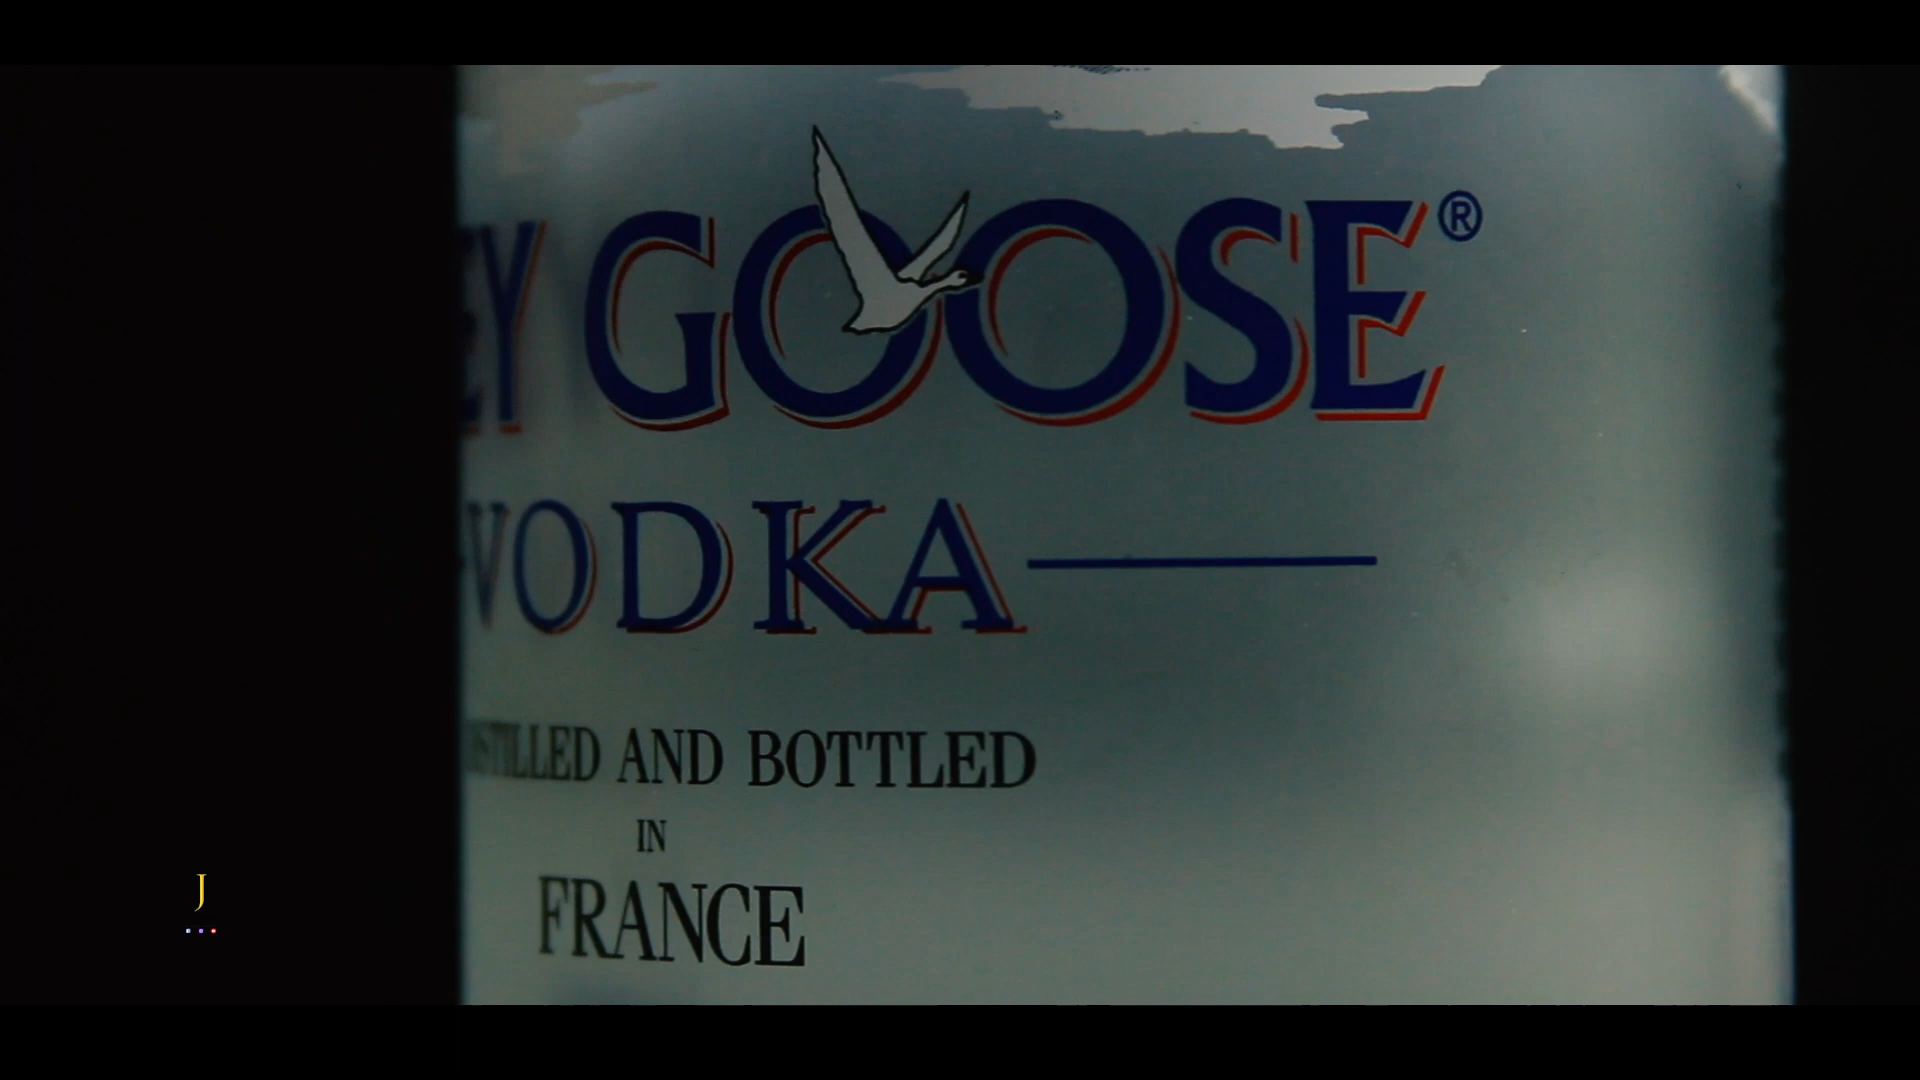 EY GOOSE®
VODKA
STILLED AND BOTTLED
IN
FRANCE
J